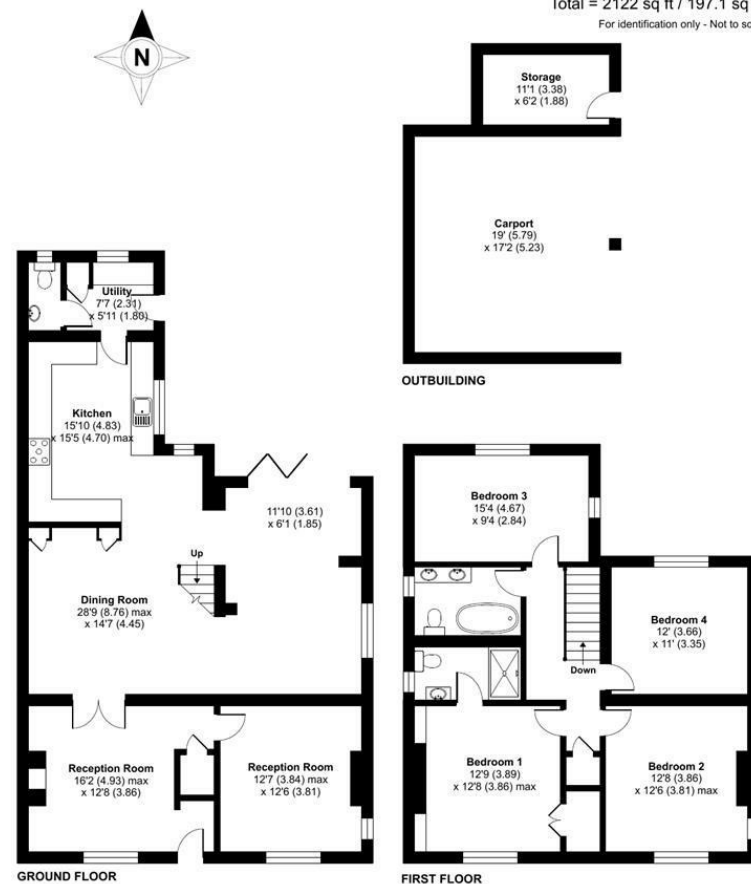 Total = 2122 sq ft / 197.1 sq
For identification only - Not to sc
N
Storage
11'1 (3.38)
x 6'2 (1.88)
Carport
19' (5.79)
x 17'2 (5.23)
OUTBUILDING
Utility
7'7 (2.31)
x 5'11 (1.80)
Kitchen
15'10 (4.83)
x 15'5 (4.70) max
11'10 (3.61)
x 6'1 (1.85)
Up
Dining Room
28'9 (8.76) max
x 14'7 (4.45)
Reception Room
16'2 (4.93) max
x 12'8 (3.86)
Reception Room
12'7 (3.84) max
x 12'6 (3.81)
GROUND FLOOR
Bedroom 3
15'4 (4.67)
x 9'4 (2.84)
Bedroom 4
12' (3.66)
x 11' (3.35)
Down
Bedroom 1
12'9 (3.89)
x 12'8 (3.86) max
Bedroom 2
12'8 (3.86)
x 12'6 (3.81) max
FIRST FLOOR